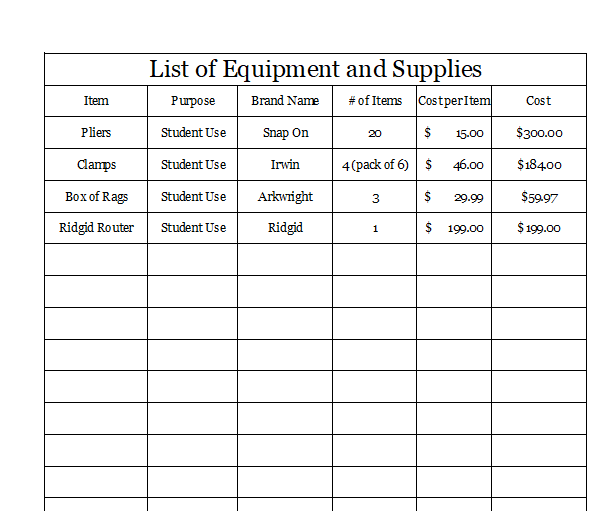 List of Equipment and Supplies
Item Purpose Brand Name # of Items Cost per Item Cost
Pliers Student Use Snap On 20 $ 15.00 $300.00
Clamps Student Use Irwin 4 (pack of 6) $ 46.00 $184.00
Box of Rags Student Use Arkwright 3 $ 29.99 $59.97
Ridgid Router Student Use Ridgid 1 $ 199.00 $199.00